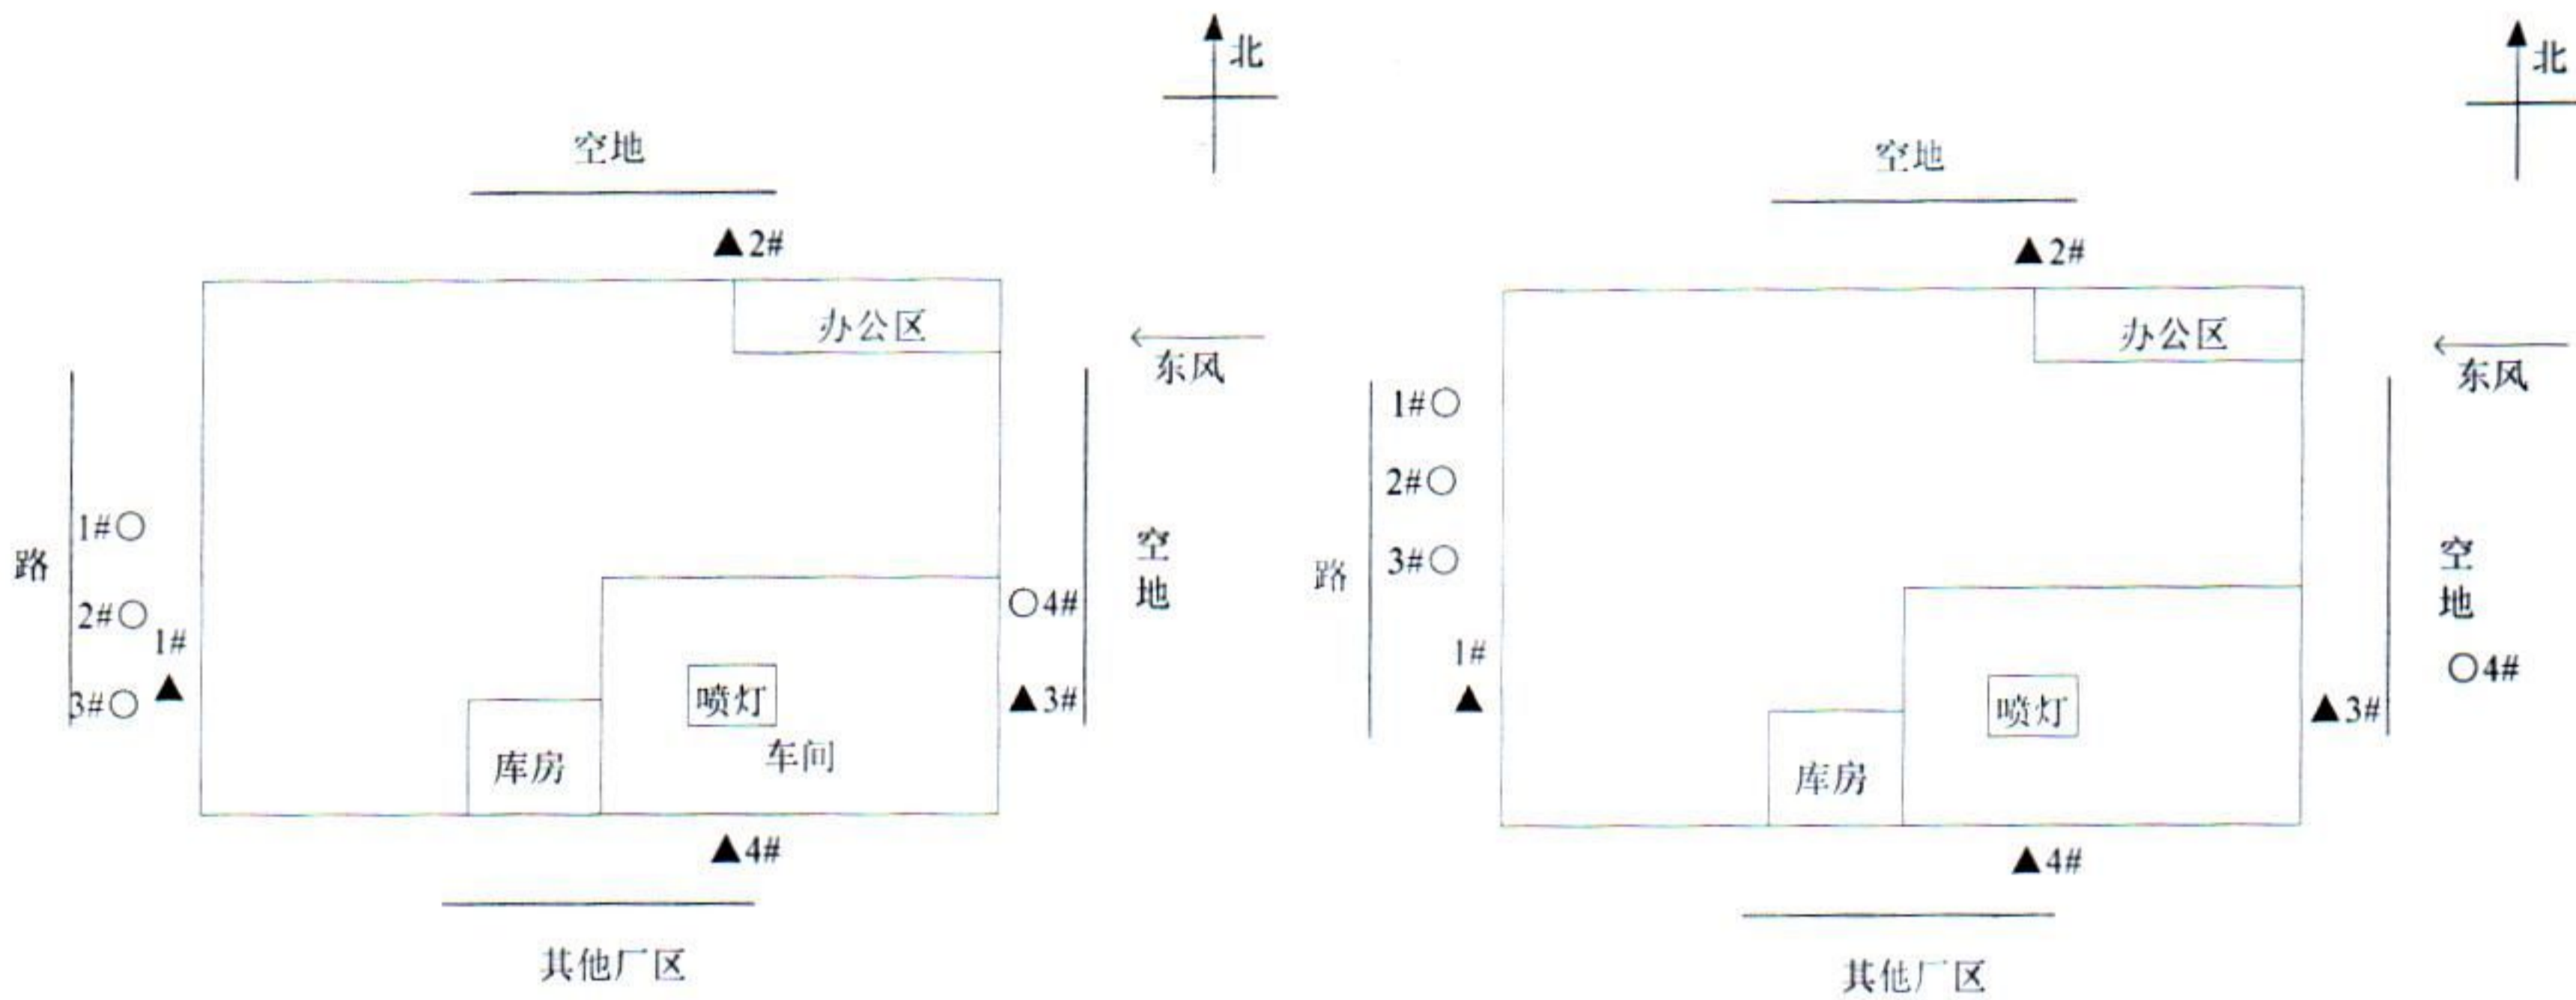 北
空地
▲2#
办公区
东风
1#○
路
2#○
1#
▲
3#○
○4#
空地
▲3#
喷灯
车间
库房
▲4#
其他厂区
北
空地
▲2#
办公区
东风
1#○
2#○
3#○
路
1#
▲
空地
○4#
▲3#
喷灯
库房
▲4#
其他厂区